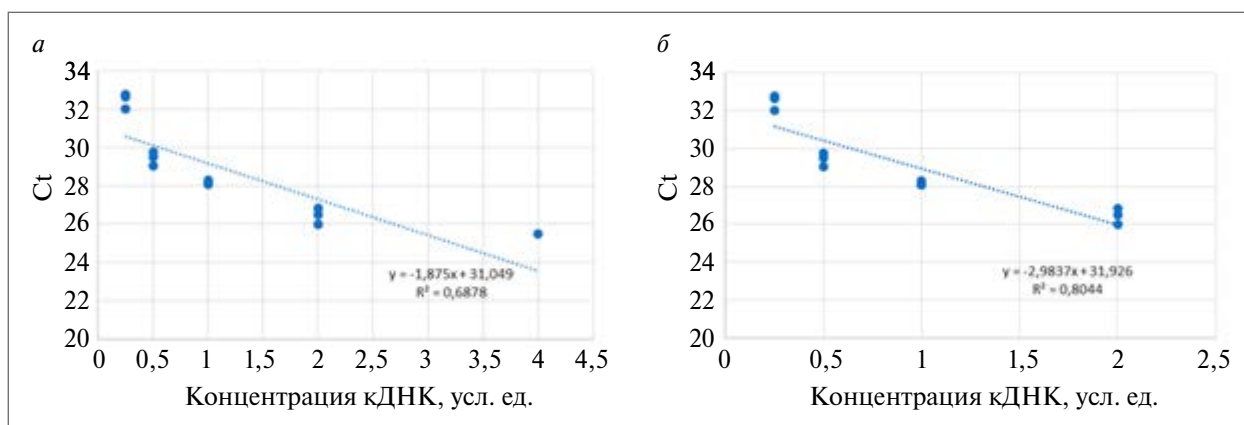 а
34
32
30
28
26
24
22
20
Ct
y = -1,875x + 31,049
R² = 0,6878
0 0,5 1 1,5 2 2,5 3 3,5 4 4,5
Концентрация кДНК, усл. ед.
б
34
32
30
28
26
24
22
20
Ct
y = -2,9837x + 31,926
R² = 0,8044
0 0,5 1 1,5 2 2,5
Концентрация кДНК, усл. ед.